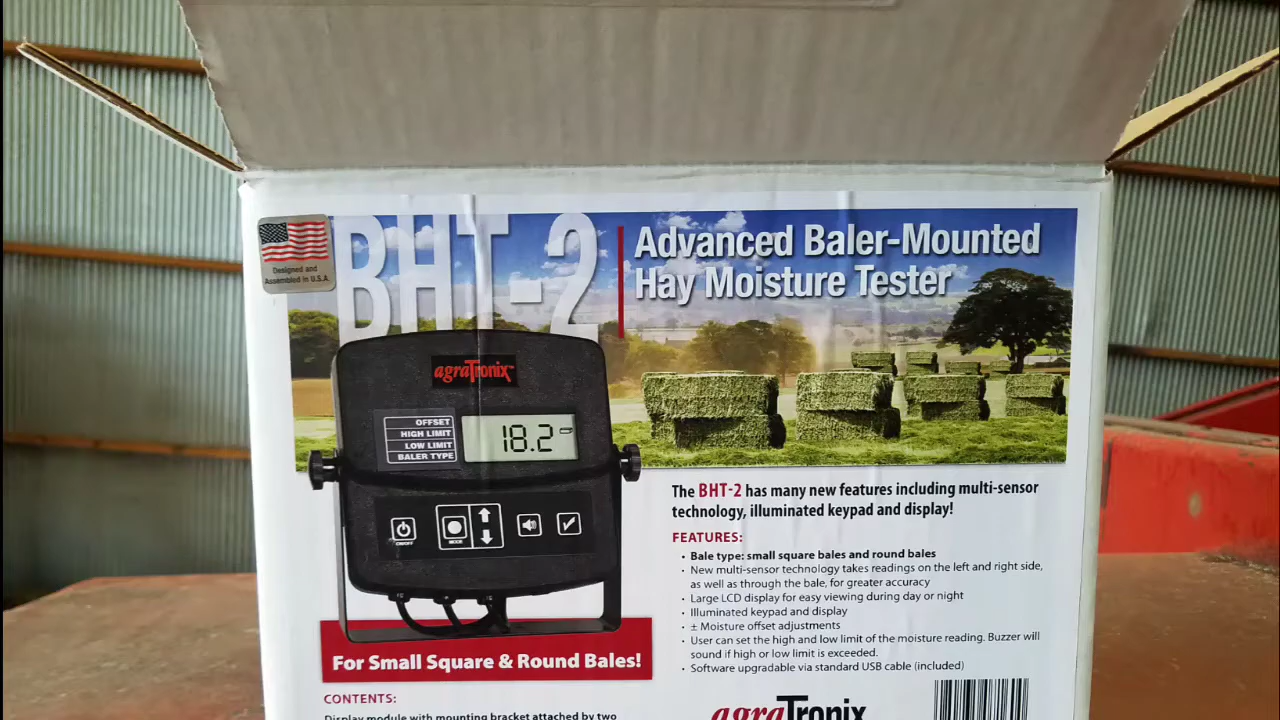 Designed and
Assembled in U.S.A.
BHT-2
Advanced Baler-Mounted
Hay Moisture Tester
agraTronix™
OFFSET
HIGH LIMIT
LOW LIMIT
BALER TYPE
18.2
ON/OFF
MODE
For Small Square & Round Bales!
CONTENTS:
Display module with mounting bracket attached by two
The BHT-2 has many new features including multi-sensor
technology, illuminated keypad and display!
FEATURES:
• Bale type: small square bales and round bales
• New multi-sensor technology takes readings on the left and right side,
as well as through the bale, for greater accuracy
• Large LCD display for easy viewing during day or night
• Illuminated keypad and display
• ± Moisture offset adjustments
• User can set the high and low limit of the moisture reading. Buzzer will
sound if high or low limit is exceeded.
• Software upgradable via standard USB cable (included)
agraTronix